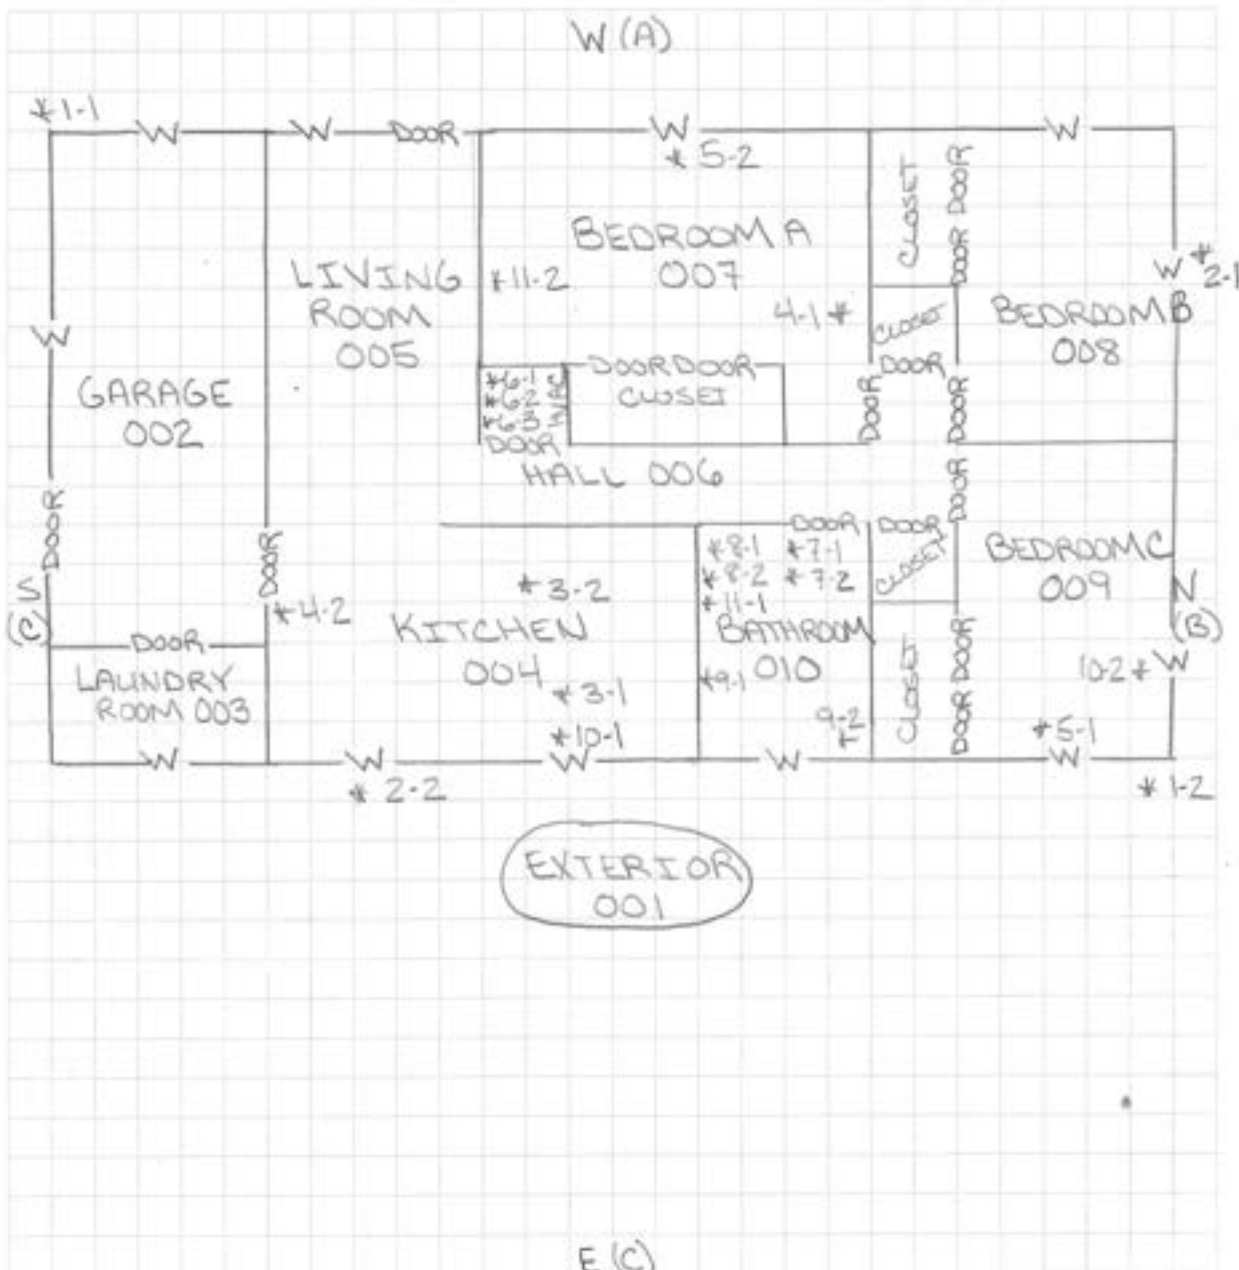 W (A)
*1-1
W
W
DOOR
W
*5-2
W
CLOSET
DOOR DOOR
BEDROOM A
007
LIVING
ROOM
005
*11-2
W *2-1
4-1*
CLOSET
BEDROOM B
008
W
GARAGE
002
*6-1
*6-2
*6-3
HVAC
DOOR
DOOR DOOR
CLOSET
DOOR
DOOR
DOOR
HALL 006
DOOR
DOOR
DOOR
DOOR
DOOR
CLOSET
*8-1 *7-1
*8-2 *7-2
*11-1
BATHROOM
010
*9-1
9-2
*
BEDROOM C
009
N
(B)
10-2* W
S
(C)
*4-2
*3-2
KITCHEN
004
*3-1
*10-1
DOOR
LAUNDRY
ROOM 003
CLOSET
DOOR DOOR
*5-1
W
W
W
W
W
*2-2
*1-2
EXTERIOR
001
E (C)